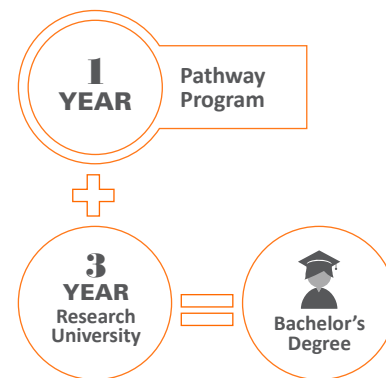 1
YEAR
Pathway
Program
3
YEAR
Research
University
Bachelor's
Degree